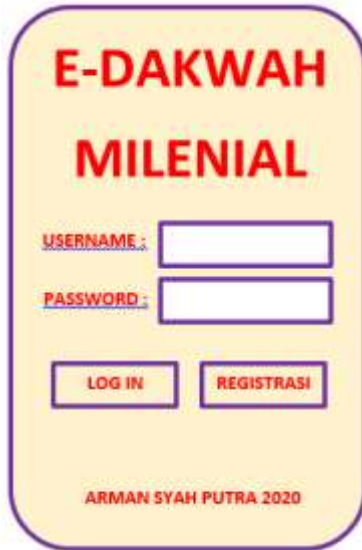 E-DAKWAH
MILENIAL
USERNAME :
PASSWORD :
LOG IN REGISTRASI
ARMAN SYAH PUTRA 2020